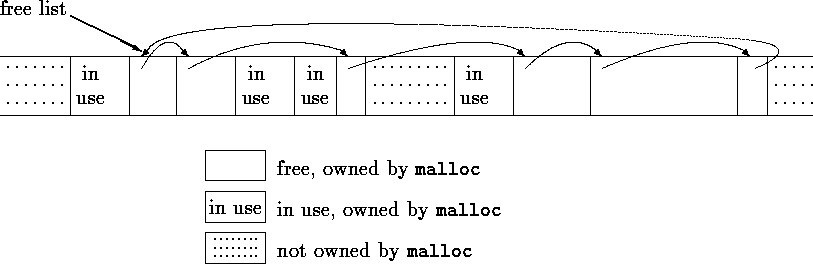 free list
in in in in
use use use use
free, owned by malloc
in use in use, owned by malloc
not owned by malloc